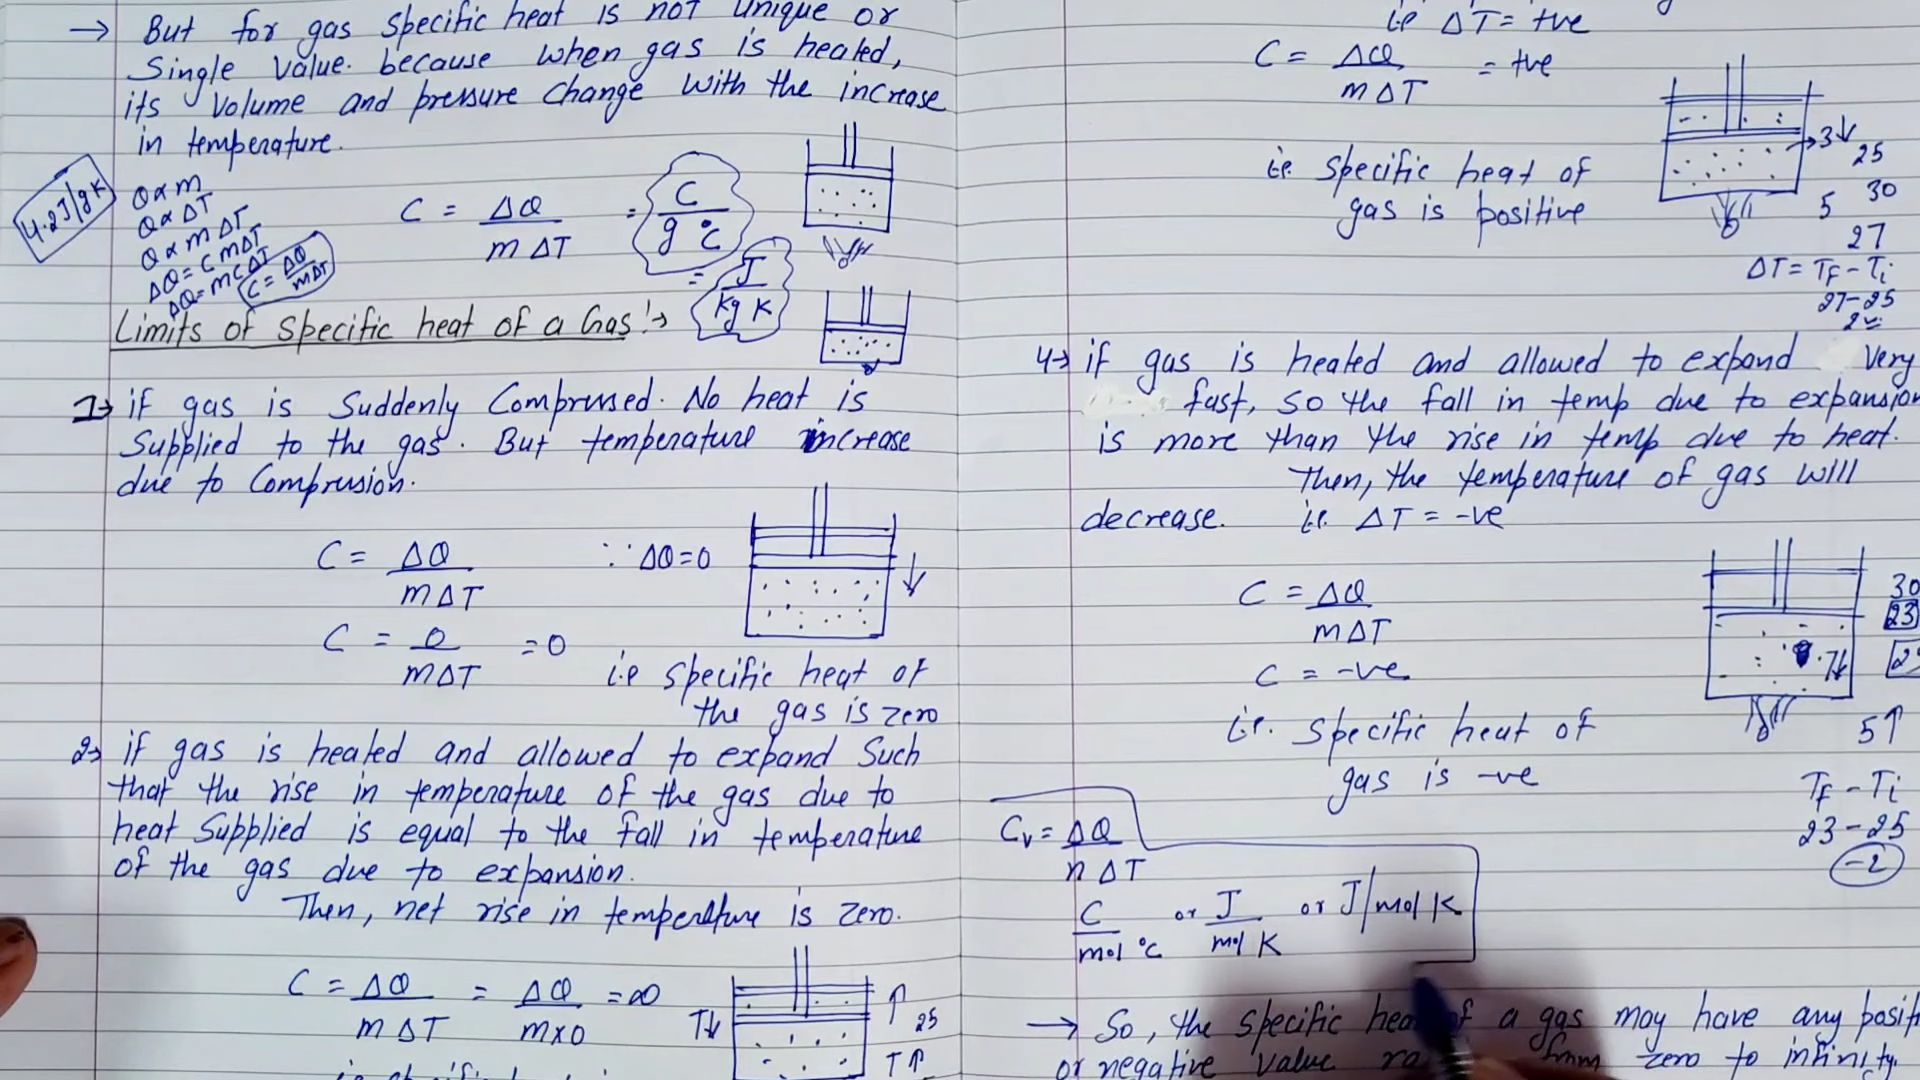 → But for gas specific heat is not unique or
Single value. because when gas is heated,
its volume and pressure change with the increase
in temperature.
4.2J/g K
Q ∝ m
Q ∝ ΔT
Q ∝ m ΔT
ΔQ = C m ΔT
ΔQ = m C ΔT
C = ΔQ / mΔT
C = ΔQ / m ΔT = C / g °C
= J / kg K
Limits of specific heat of a Gas :→
1→ if gas is Suddenly Compressed. No heat is
Supplied to the gas. But temperature increase
due to Compression.
C = ΔQ / m ΔT ∵ ΔQ = 0
C = 0 / mΔT = 0
i.e specific heat of
the gas is zero
2→ if gas is heated and allowed to expand Such
that the rise in temperature of the gas due to
heat Supplied is equal to the fall in temperature
of the gas due to expansion.
Then, net rise in temperature is zero.
C = ΔQ / m ΔT = ΔQ / m×0 = ∞
T↓
↑ 25
T↑
i.e ΔT = +ve
C = ΔQ / m ΔT = +ve
i.e. specific heat of
gas is positive
→3↓
25
5 30
27
ΔT = Tf - Ti
27-25
4→ if gas is heated and allowed to expand very
fast, so the fall in temp due to expansion
is more than the rise in temp due to heat.
Then, the temperature of gas will
decrease. i.e. ΔT = -ve
C = ΔQ / m ΔT
C = -ve
i.e. specific heat of
gas is -ve
30
23
7↓
5↑
Tf - Ti
23-25
-2
Cv = ΔQ / n ΔT
C / mol °C or J / mol K or J/mol K
→ So, the specific heat of a gas may have any
or negative value from zero to infinity.